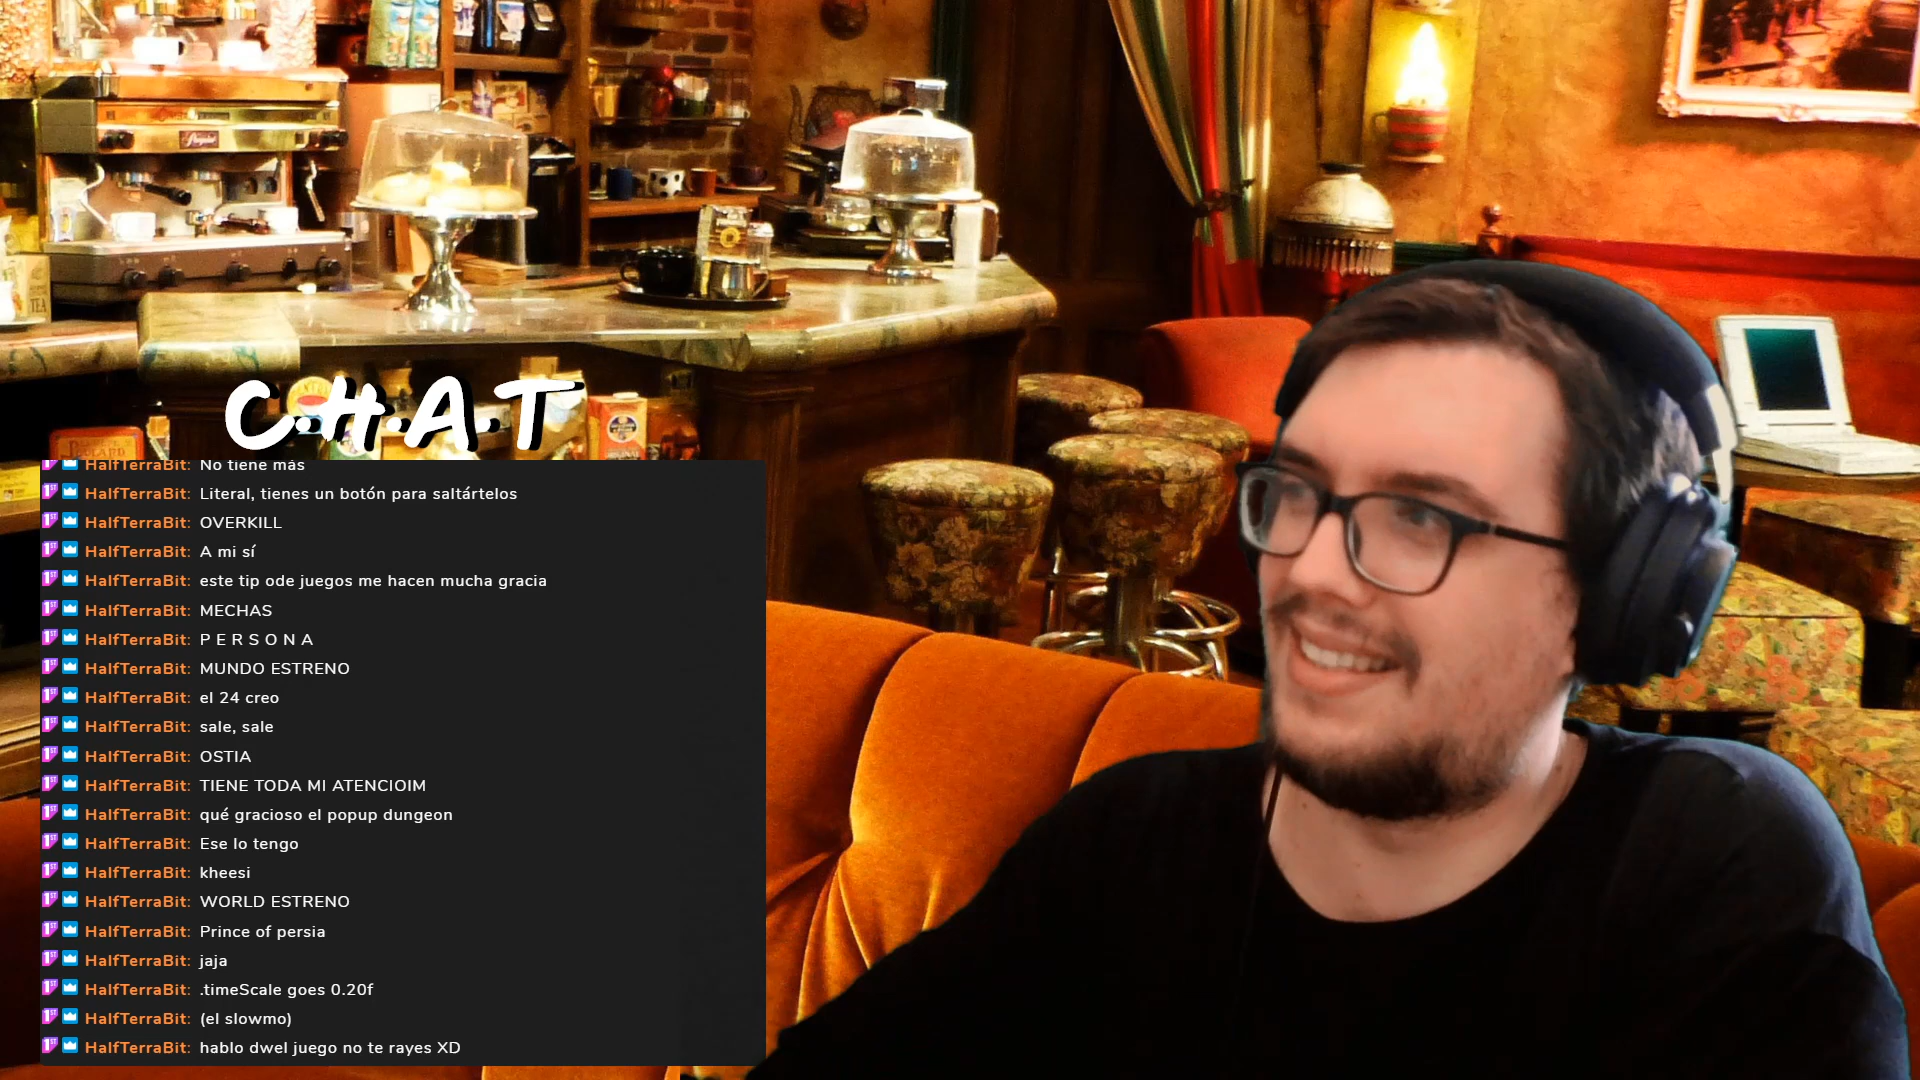 C·H·A·T
HalfTerraBit: No tiene más
HalfTerraBit: Literal, tienes un botón para saltártelos
HalfTerraBit: OVERKILL
HalfTerraBit: A mi sí
HalfTerraBit: este tip ode juegos me hacen mucha gracia
HalfTerraBit: MECHAS
HalfTerraBit: P E R S O N A
HalfTerraBit: MUNDO ESTRENO
HalfTerraBit: el 24 creo
HalfTerraBit: sale, sale
HalfTerraBit: OSTIA
HalfTerraBit: TIENE TODA MI ATENCIOIM
HalfTerraBit: qué gracioso el popup dungeon
HalfTerraBit: Ese lo tengo
HalfTerraBit: kheesi
HalfTerraBit: WORLD ESTRENO
HalfTerraBit: Prince of persia
HalfTerraBit: jaja
HalfTerraBit: .timeScale goes 0.20f
HalfTerraBit: (el slowmo)
HalfTerraBit: hablo dwel juego no te rayes XD
TEA